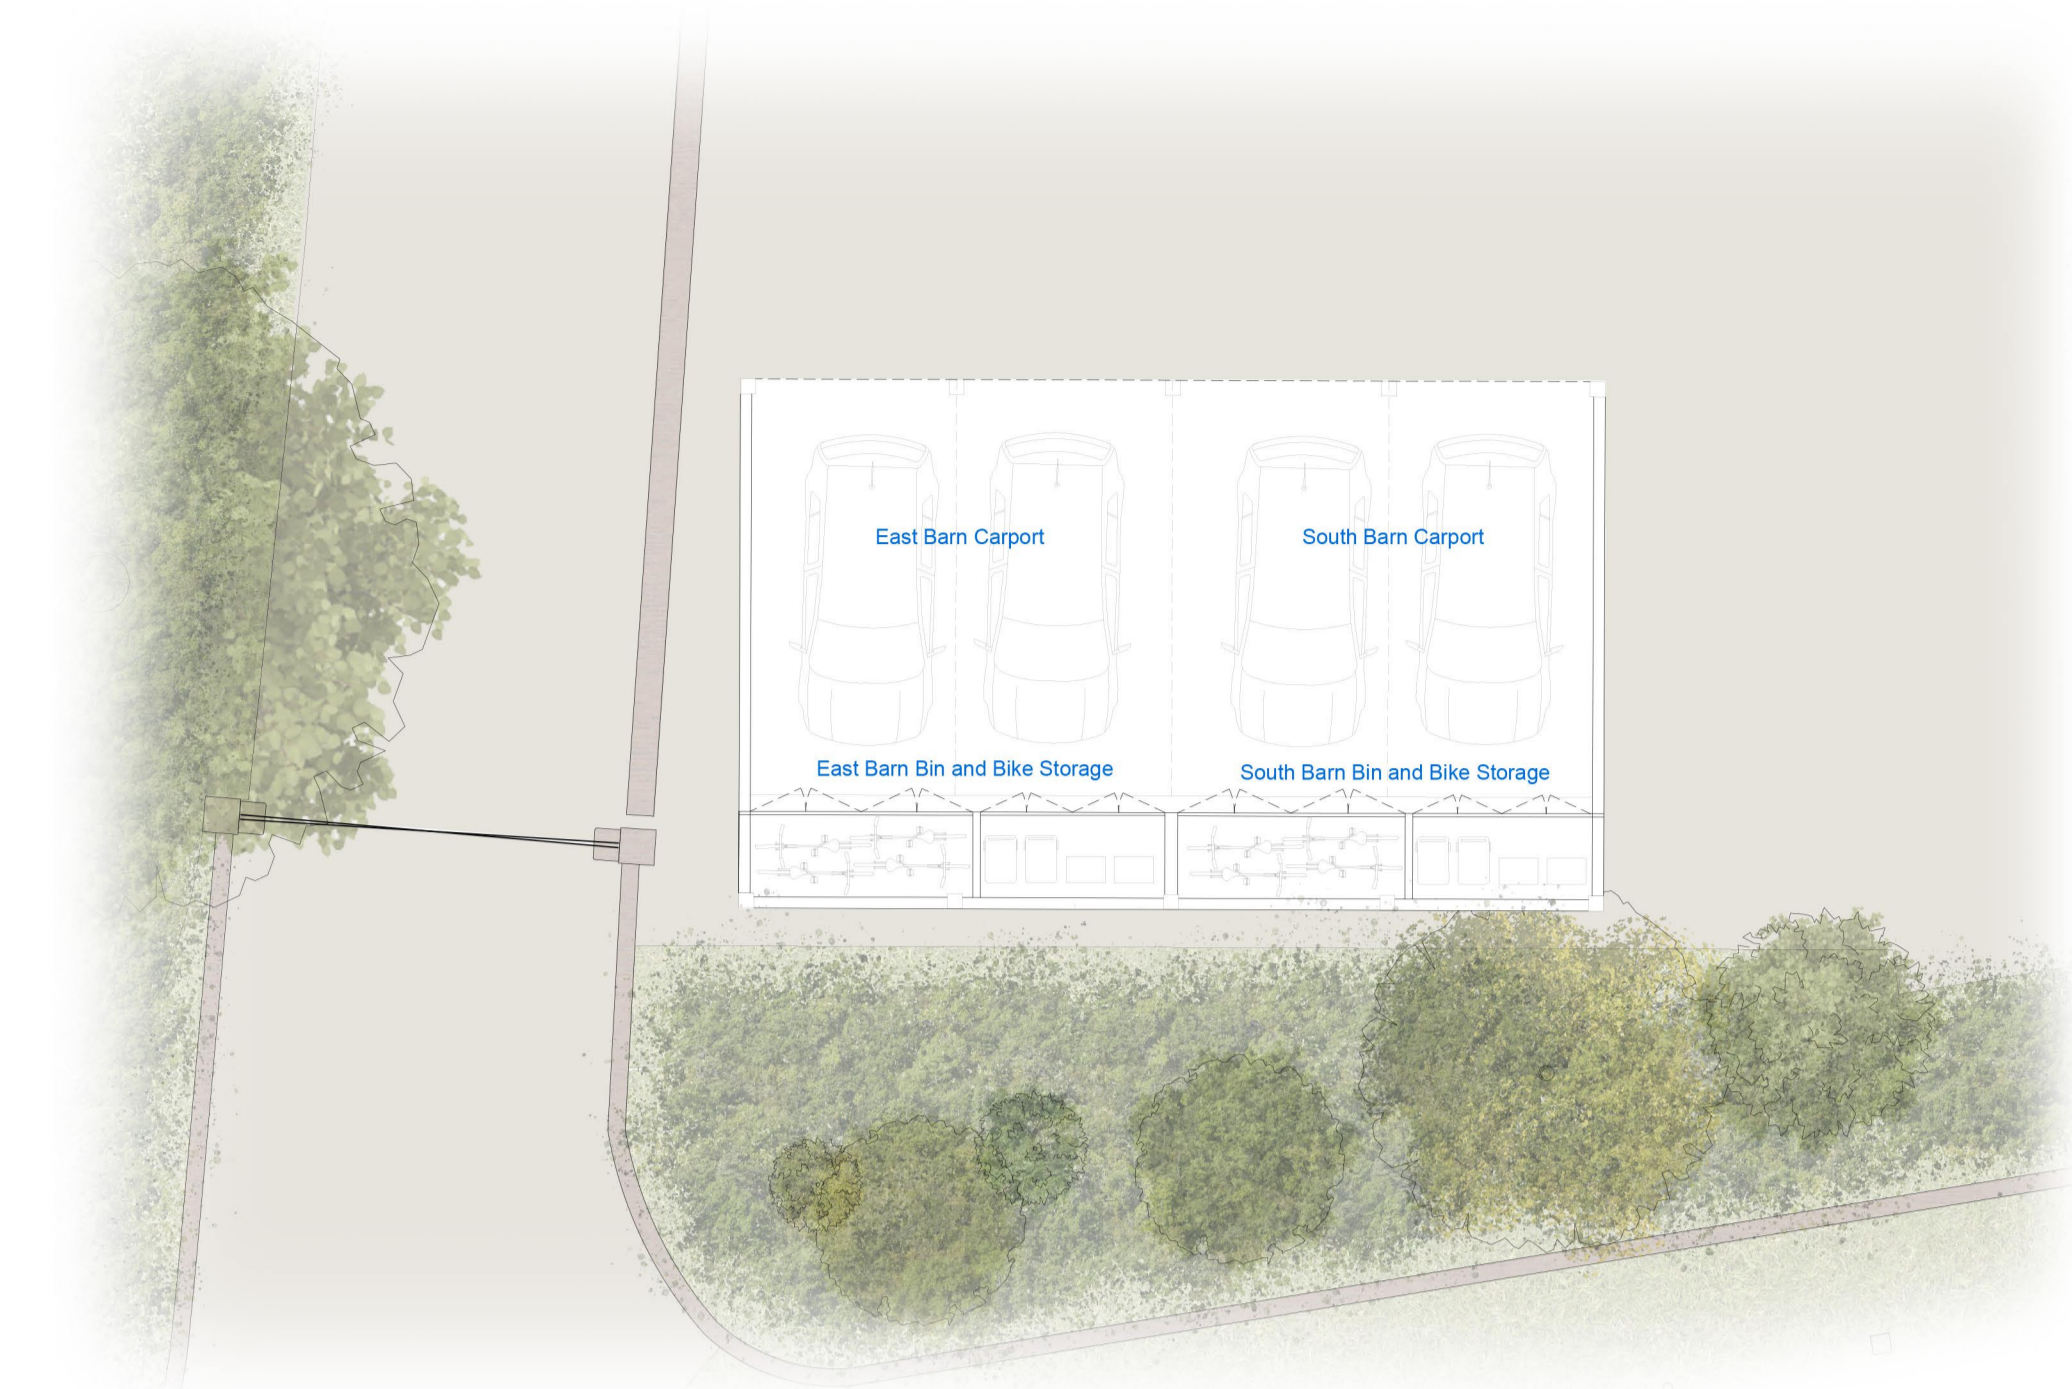 East Barn Carport
South Barn Carport
East Barn Bin and Bike Storage
South Barn Bin and Bike Storage